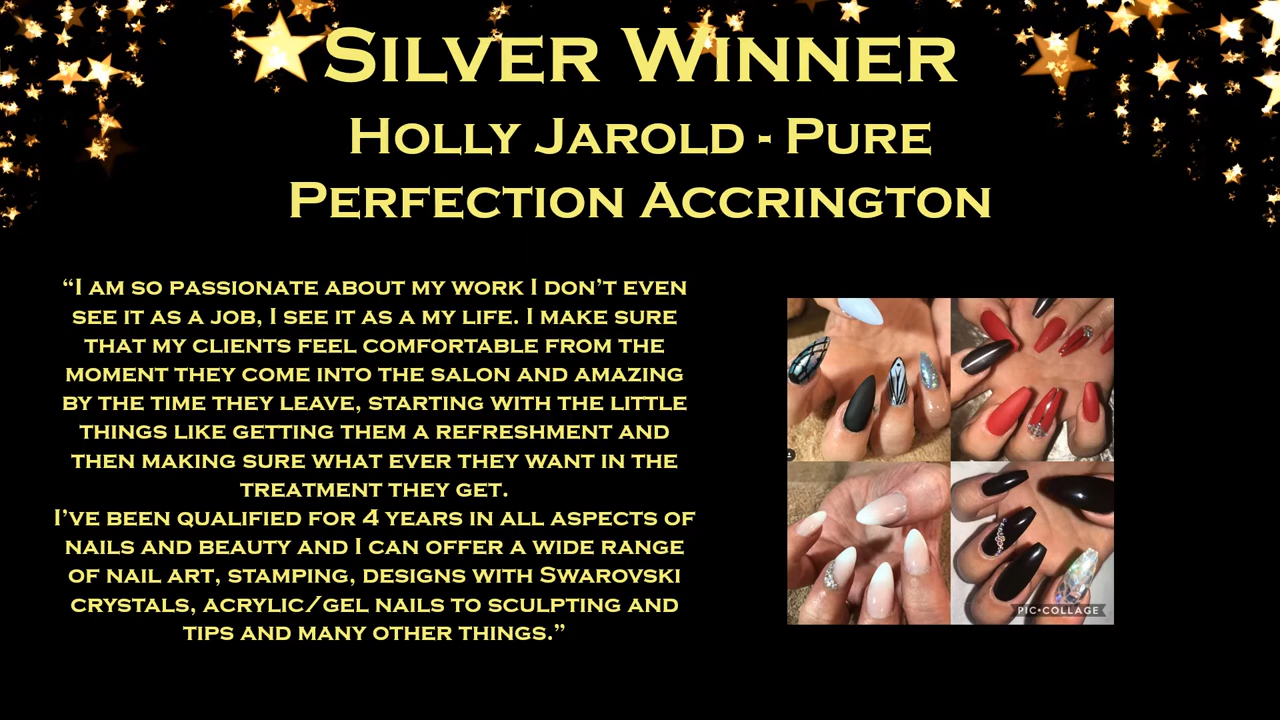 Silver Winner
Holly Jarold - Pure
Perfection Accrington
“I am so passionate about my work I don’t even
see it as a job, I see it as a my life. I make sure
that my clients feel comfortable from the
moment they come into the salon and amazing
by the time they leave, starting with the little
things like getting them a refreshment and
then making sure what ever they want in the
treatment they get.
I’ve been qualified for 4 years in all aspects of
nails and beauty and I can offer a wide range
of nail art, stamping, designs with Swarovski
crystals, acrylic/gel nails to sculpting and
tips and many other things.”
PIC•COLLAGE